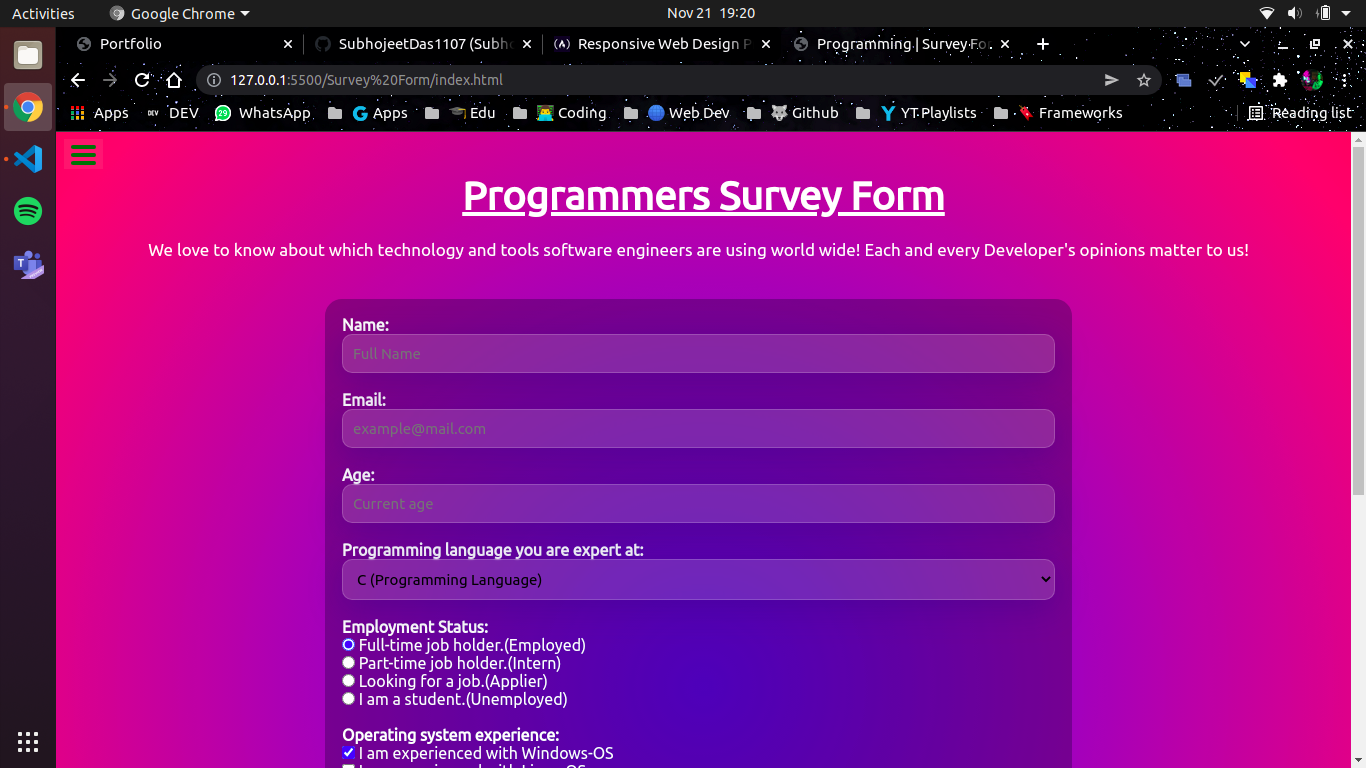 Activities Google Chrome Nov 21 19:20
Portfolio SubhojeetDas1107 (Subh Responsive Web Design P Programming | Survey Fo
127.0.0.1:5500/Survey%20Form/index.html
Apps DEV DEV WhatsApp Apps Edu Coding Web Dev Github YT Playlists Frameworks Reading list
Programmers Survey Form
We love to know about which technology and tools software engineers are using world wide! Each and every Developer's opinions matter to us!
Name:
Full Name
Email:
example@mail.com
Age:
Current age
Programming language you are expert at:
C (Programming Language)
Employment Status:
Full-time job holder.(Employed)
Part-time job holder.(Intern)
Looking for a job.(Applier)
I am a student.(Unemployed)
Operating system experience:
I am experienced with Windows-OS